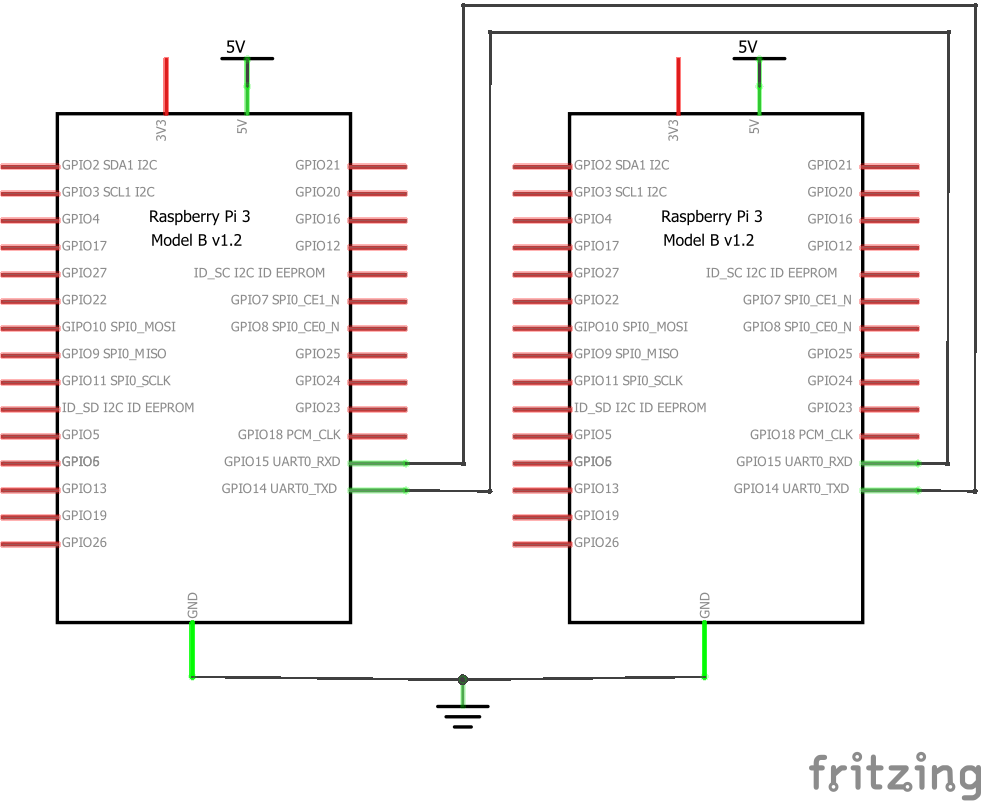 5V
3V3
5V
GPIO2 SDA1 I2C
GPIO3 SCL1 I2C
GPIO4
GPIO17
GPIO27
GPIO22
GIPO10 SPI0_MOSI
GPIO9 SPI0_MISO
GPIO11 SPI0_SCLK
ID_SD I2C ID EEPROM
GPIO5
GPIO6
GPIO13
GPIO19
GPIO26
Raspberry Pi 3
Model B v1.2
GPIO21
GPIO20
GPIO16
GPIO12
ID_SC I2C ID EEPROM
GPIO7 SPI0_CE1_N
GPIO8 SPI0_CE0_N
GPIO25
GPIO24
GPIO23
GPIO18 PCM_CLK
GPIO15 UART0_RXD
GPIO14 UART0_TXD
GND
5V
3V3
5V
GPIO2 SDA1 I2C
GPIO3 SCL1 I2C
GPIO4
GPIO17
GPIO27
GPIO22
GIPO10 SPI0_MOSI
GPIO9 SPI0_MISO
GPIO11 SPI0_SCLK
ID_SD I2C ID EEPROM
GPIO5
GPIO6
GPIO13
GPIO19
GPIO26
Raspberry Pi 3
Model B v1.2
GPIO21
GPIO20
GPIO16
GPIO12
ID_SC I2C ID EEPROM
GPIO7 SPI0_CE1_N
GPIO8 SPI0_CE0_N
GPIO25
GPIO24
GPIO23
GPIO18 PCM_CLK
GPIO15 UART0_RXD
GPIO14 UART0_TXD
GND
fritzing